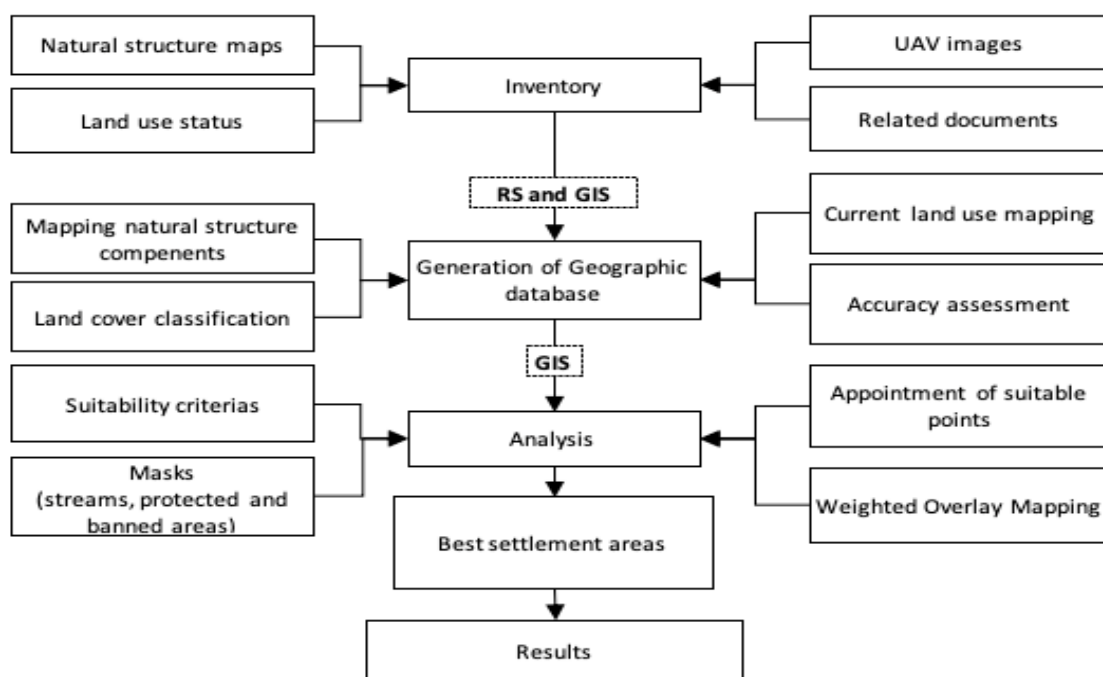 Natural structure maps
UAV images
Inventory
Land use status
Related documents
RS and GIS
Mapping natural structure
compenents
Current land use mapping
Generation of Geographic
database
Land cover classification
Accuracy assessment
GIS
Suitability criterias
Appointment of suitable
points
Analysis
Masks
(streams, protected and
banned areas)
Weighted Overlay Mapping
Best settlement areas
Results